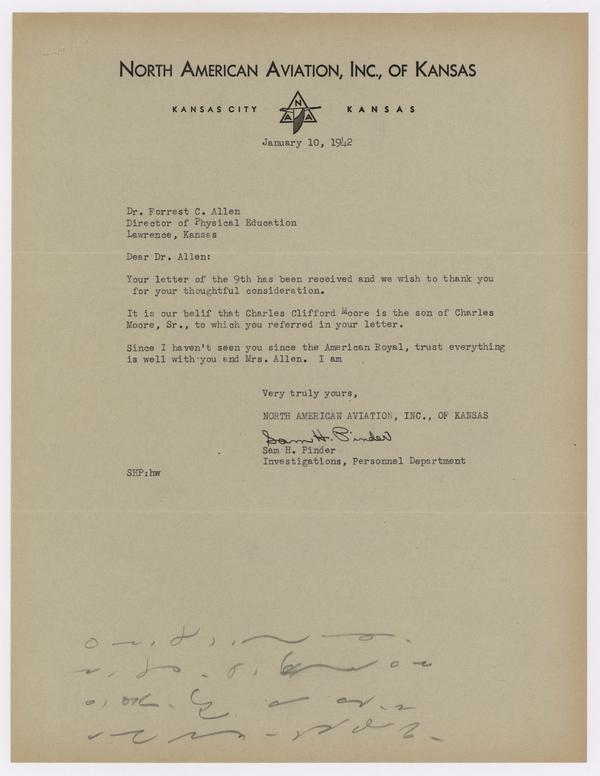 NORTH AMERICAN AVIATION, INC., OF KANSAS
KANSAS CITY NAA KANSAS
January 10, 1942
Dr. Forrest C. Allen
Director of Physical Education
Lawrence, Kansas
Dear Dr. Allen:
Your letter of the 9th has been received and we wish to thank you
for your thoughtful consideration.
It is our belif that Charles Clifford Moore is the son of Charles
Moore, Sr., to which you referred in your letter.
Since I haven't seen you since the American Royal, trust everything
is well with you and Mrs. Allen. I am
Very truly yours,
NORTH AMERICAN AVIATION, INC., OF KANSAS
Sam H. Pinder
Sam H. Pinder
Investigations, Personnel Department
SHP:hw